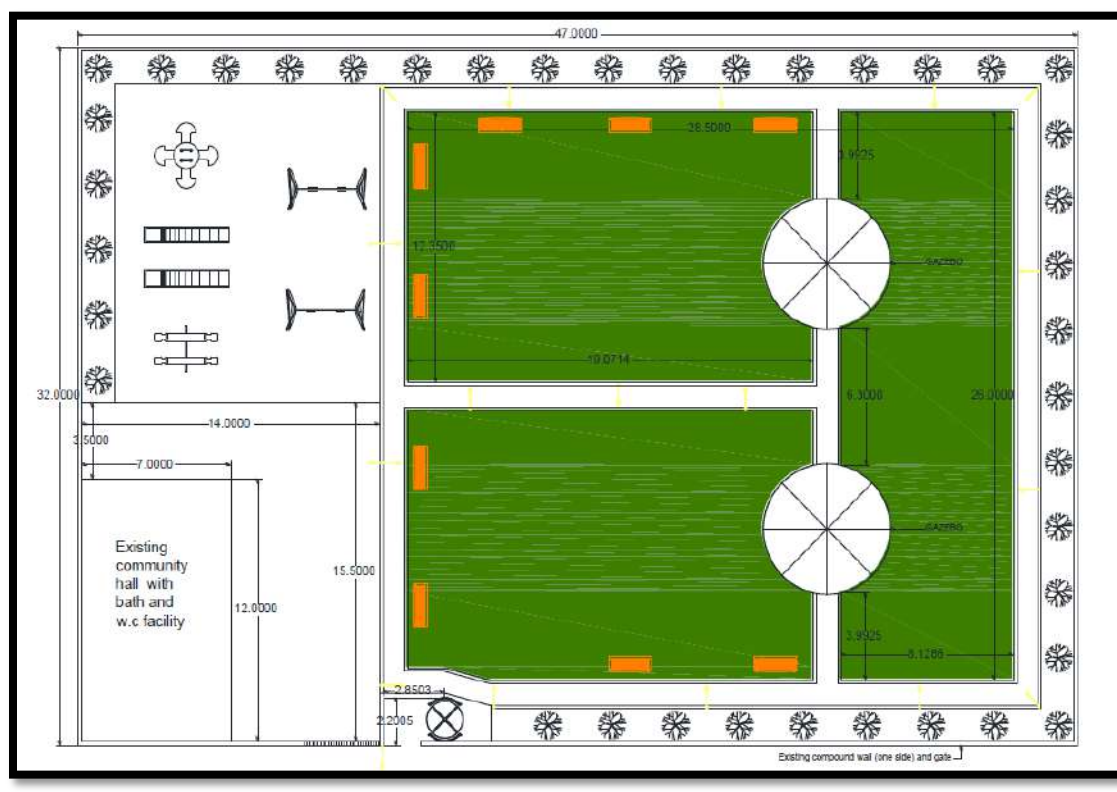 47.0000
28.5000
3.9925
12.3500
GAZEBO
19.0714
32.0000
6.3000
26.0000
14.0000
3.5000
7.0000
GAZEBO
Existing
community
hall with
bath and
w.c facility
15.5000
12.0000
3.9925
8.1286
2.8503
2.2005
Existing compound wall (one side) and gate